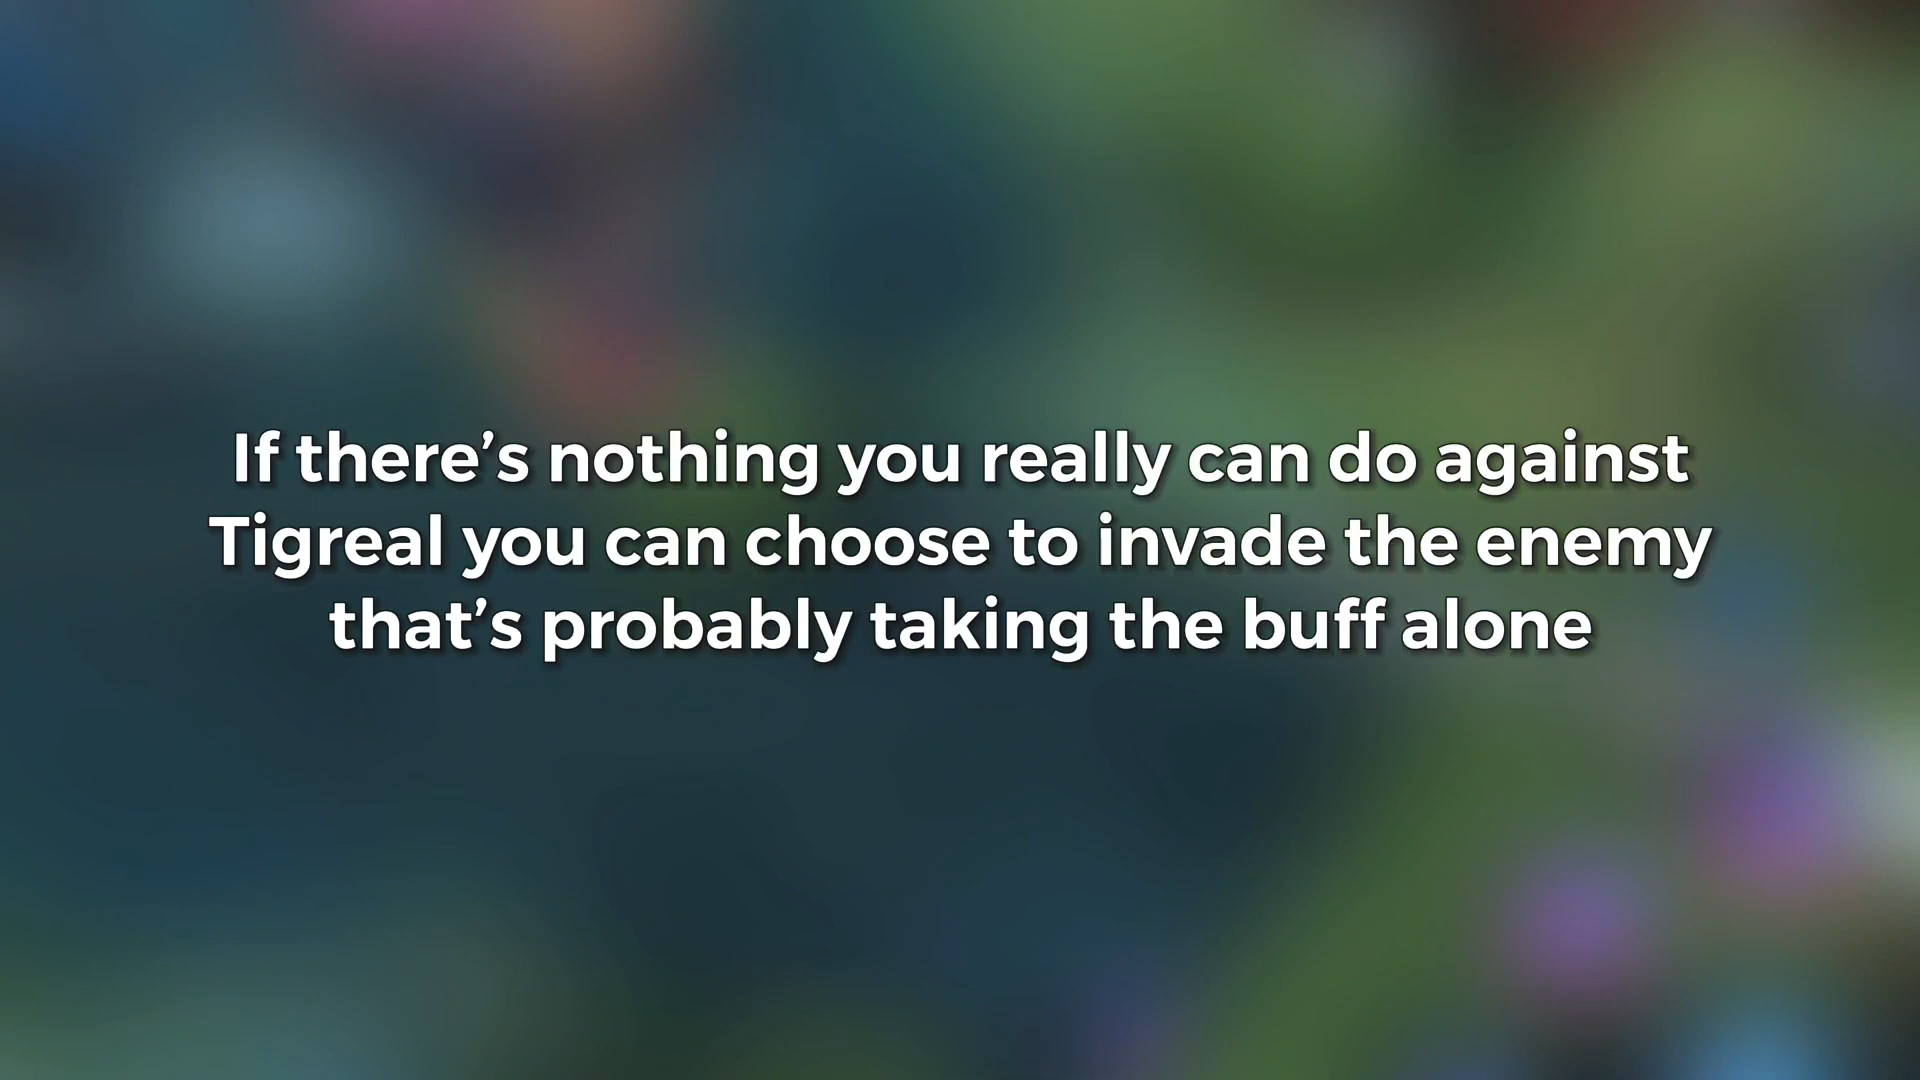 If there’s nothing you really can do against
Tigreal you can choose to invade the enemy
that’s probably taking the buff alone